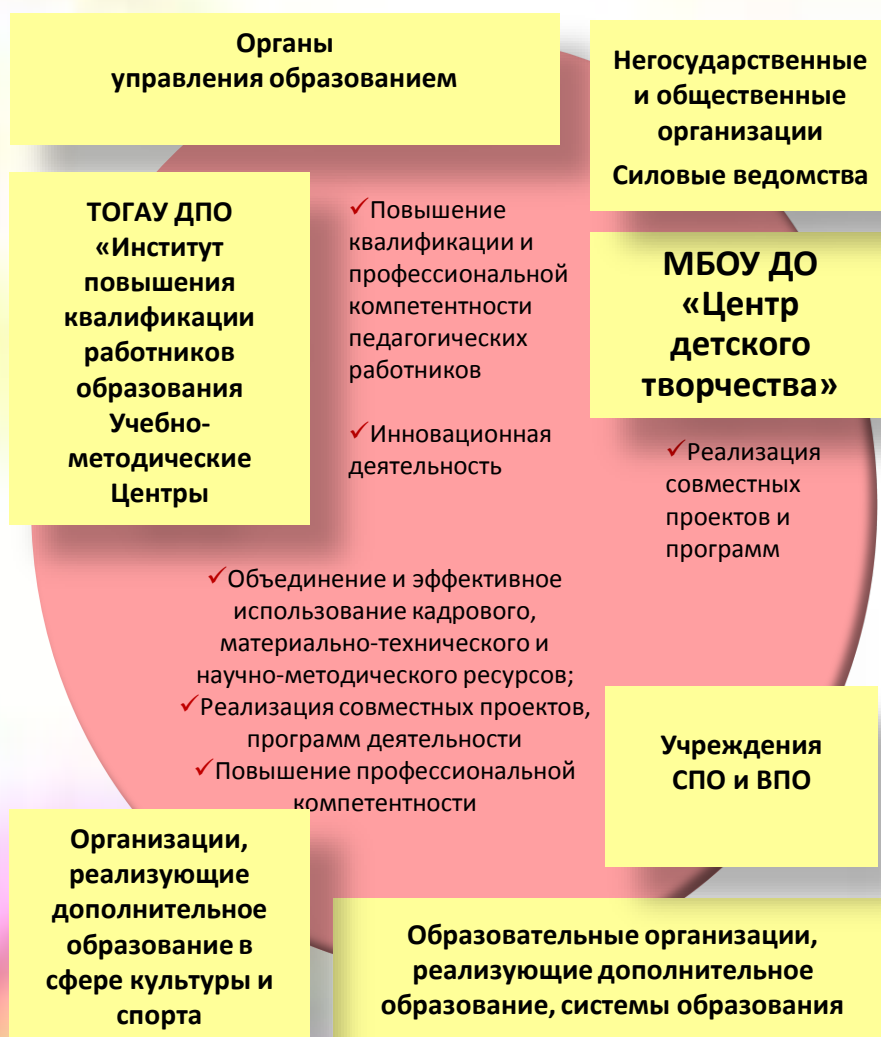 Органы
управления образованием
Негосударственные
и общественные
организации
Силовые ведомства
ТОГАУ ДПО
«Институт
повышения
квалификации
работников
образования
Учебно-
методические
Центры
✓Повышение
квалификации и
профессиональной
компетентности
педагогических
работников
✓Инновационная
деятельность
МБОУ ДО
«Центр
детского
творчества»
✓Реализация
совместных
проектов и
программ
✓Объединение и эффективное
использование кадрового,
материально-технического и
научно-методического ресурсов;
✓Реализация совместных проектов,
программ деятельности
✓Повышение профессиональной
компетентности
Учреждения
СПО и ВПО
Организации,
реализующие
дополнительное
образование в
сфере культуры и
спорта
Образовательные организации,
реализующие дополнительное
образование, системы образования